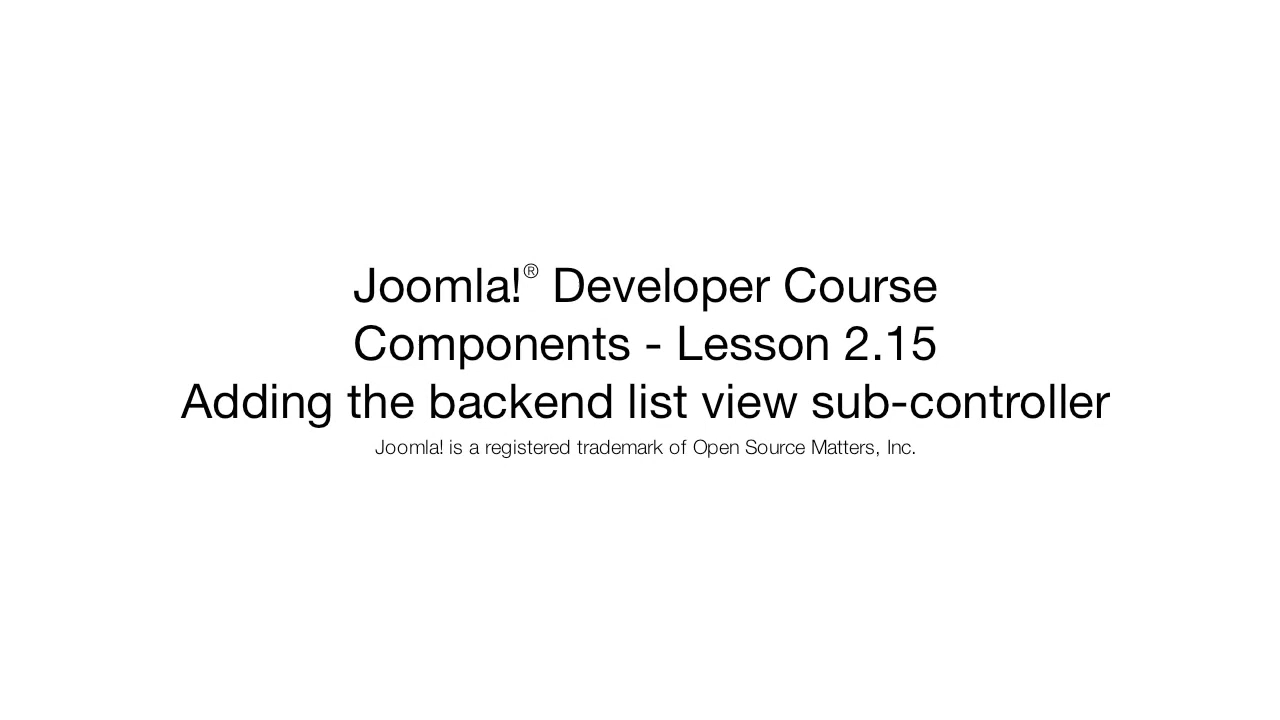 Joomla!® Developer Course
Components - Lesson 2.15
Adding the backend list view sub-controller
Joomla! is a registered trademark of Open Source Matters, Inc.